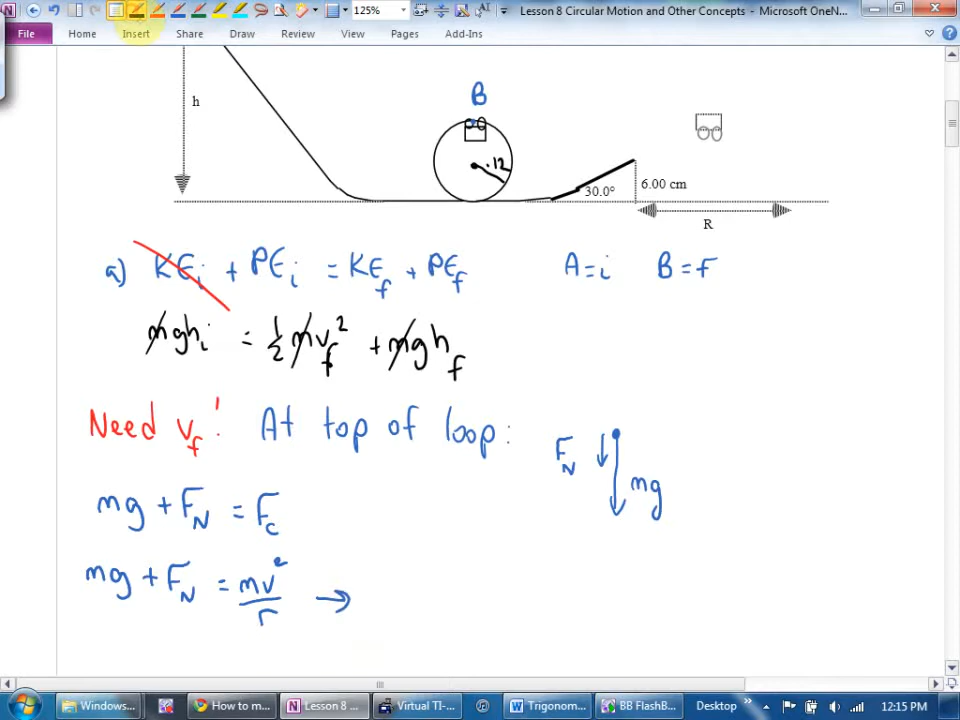 125%
Lesson 8 Circular Motion and Other Concepts - Microsoft OneN...
File Home Insert Share Draw Review View Pages Add-Ins
B
h
.12
30.0°
6.00 cm
R
a) KEi + PEi = KEf + PEf A=i B=f
mghi = 1/2 mvf² + mghf
Need vf! At top of loop:
FN
mg
mg + FN = Fc
mg + FN = mv²/r →
Windows... How to m... Lesson 8 ... Virtual TI-... Trigonom... BB FlashB... Desktop 12:15 PM